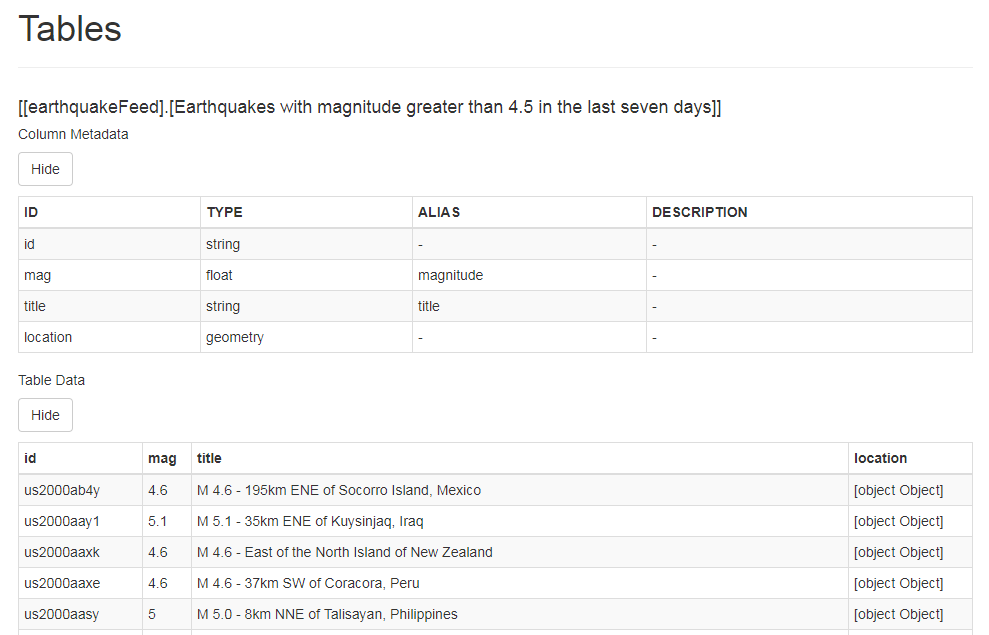 Tables
[[earthquakeFeed].[Earthquakes with magnitude greater than 4.5 in the last seven days]]
Column Metadata
Hide
ID TYPE ALIAS DESCRIPTION
id string - -
mag float magnitude -
title string title -
location geometry - -
Table Data
Hide
id mag title location
us2000ab4y 4.6 M 4.6 - 195km ENE of Socorro Island, Mexico [object Object]
us2000aay1 5.1 M 5.1 - 35km ENE of Kuysinjaq, Iraq [object Object]
us2000aaxk 4.6 M 4.6 - East of the North Island of New Zealand [object Object]
us2000aaxe 4.6 M 4.6 - 37km SW of Coracora, Peru [object Object]
us2000aasy 5 M 5.0 - 8km NNE of Talisayan, Philippines [object Object]